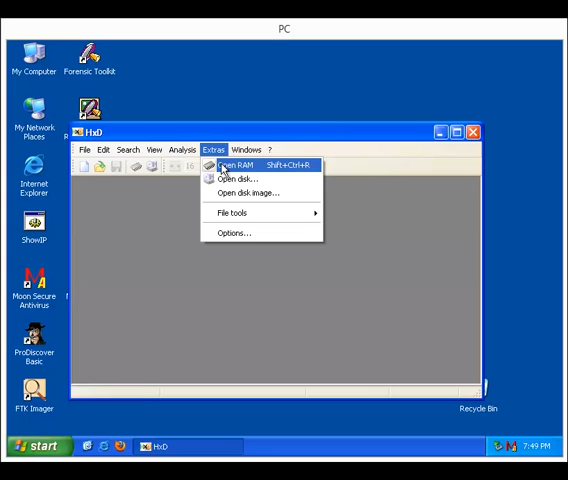 PC
My Computer
Forensic Toolkit
My Network
Places
HxD
File Edit Search View Analysis Extras Windows ?
16
Open RAM Shift+Ctrl+R
Open disk...
Open disk image...
File tools
Options...
Internet
Explorer
ShowIP
Moon Secure
Antivirus
ProDiscover
Basic
FTK Imager
Recycle Bin
start
HxD
7:49 PM